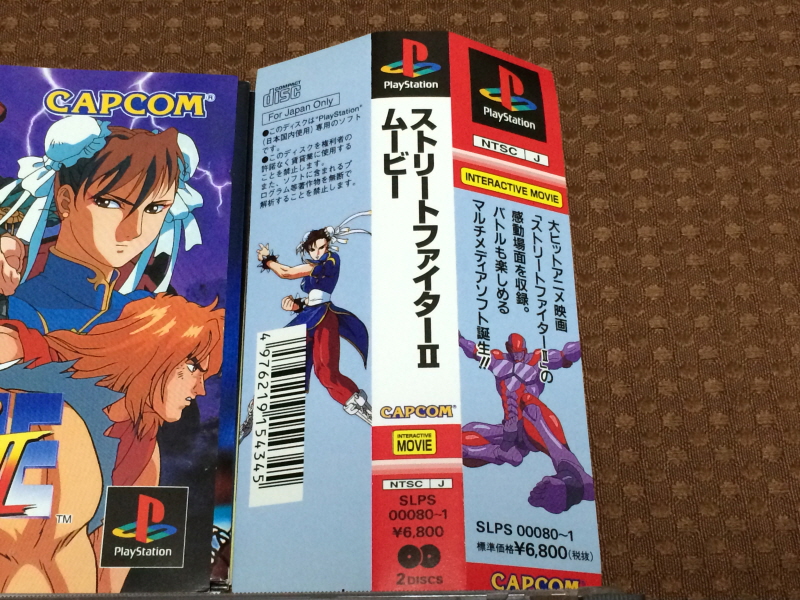 CAPCOM®
II
TM
PlayStation
COMPACT
disc
For Japan Only
●このディスクは"PlayStation"
(日本国内使用)専用のソフト
です。
●このディスクを権利者の
許諾なく賃貸業に使用する
ことを禁止します。
また、ソフトに含まれるプ
ログラム等著作物を無断で
解析することを禁止します。
4976219154345
PlayStation
ストリートファイターII
ムービー
CAPCOM®
INTERACTIVE
MOVIE
NTSC J
SLPS
00080~1
¥6,800
2 DISCS
PlayStation
NTSC J
INTERACTIVE MOVIE
大ヒットアニメ映画
「ストリートファイターII」の
感動場面を収録。
バトルも楽しめる
マルチメディアソフト誕生!!
SLPS 00080~1
標準価格¥6,800(税抜)
CAPCOM